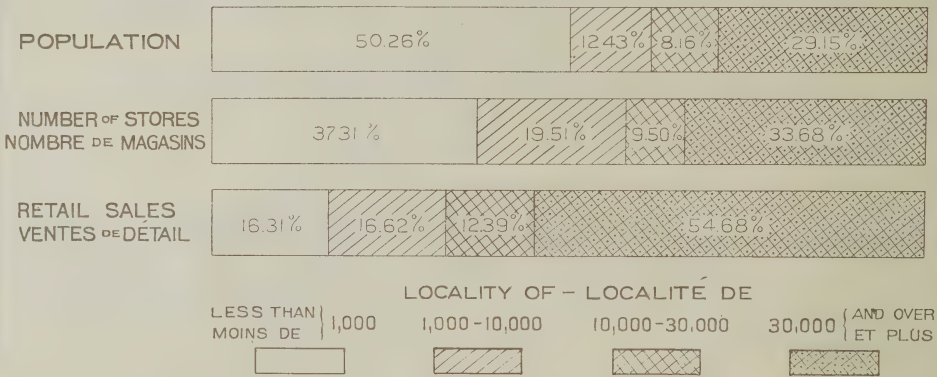 POPULATION 50.26% 12.43% 8.16% 29.15%
NUMBER OF STORES
NOMBRE DE MAGASINS
37.31% 19.51% 9.50% 33.68%
RETAIL SALES
VENTES DE DÉTAIL
16.31% 16.62% 12.39% 54.68%
LOCALITY OF – LOCALITÉ DE
LESS THAN
MOINS DE
1,000 1,000-10,000 10,000-30,000 30,000
AND OVER
ET PLUS